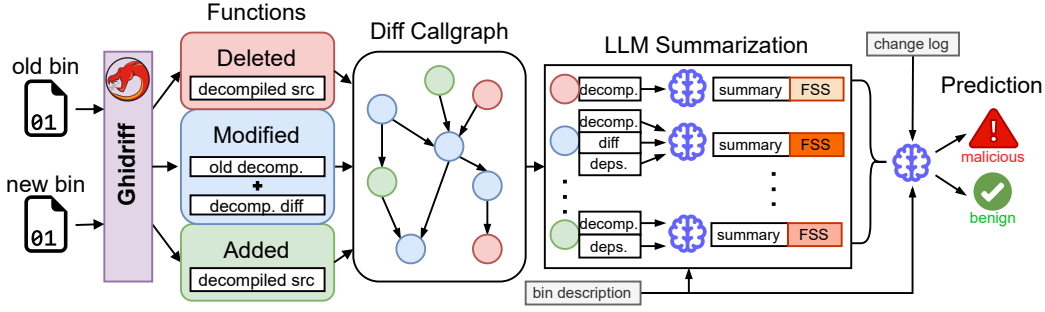 Functions
Diff Callgraph
LLM Summarization
change log
Prediction
old bin
01
new bin
01
Ghidriff
Deleted
decompiled src
Modified
old decomp.
+
decomp. diff
Added
decompiled src
decomp.
summary
FSS
decomp.
diff
deps.
summary
FSS
decomp.
deps.
summary
FSS
bin description
malicious
benign